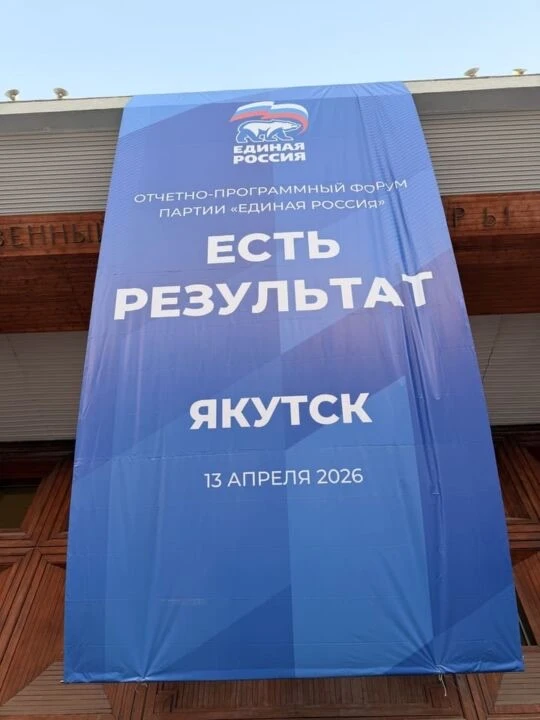 ЕДИНАЯ
РОССИЯ
ОТЧЕТНО-ПРОГРАММНЫЙ ФОРУМ
ПАРТИИ «ЕДИНАЯ РОССИЯ»
ЕСТЬ
РЕЗУЛЬТАТ
ЯКУТСК
13 АПРЕЛЯ 2026